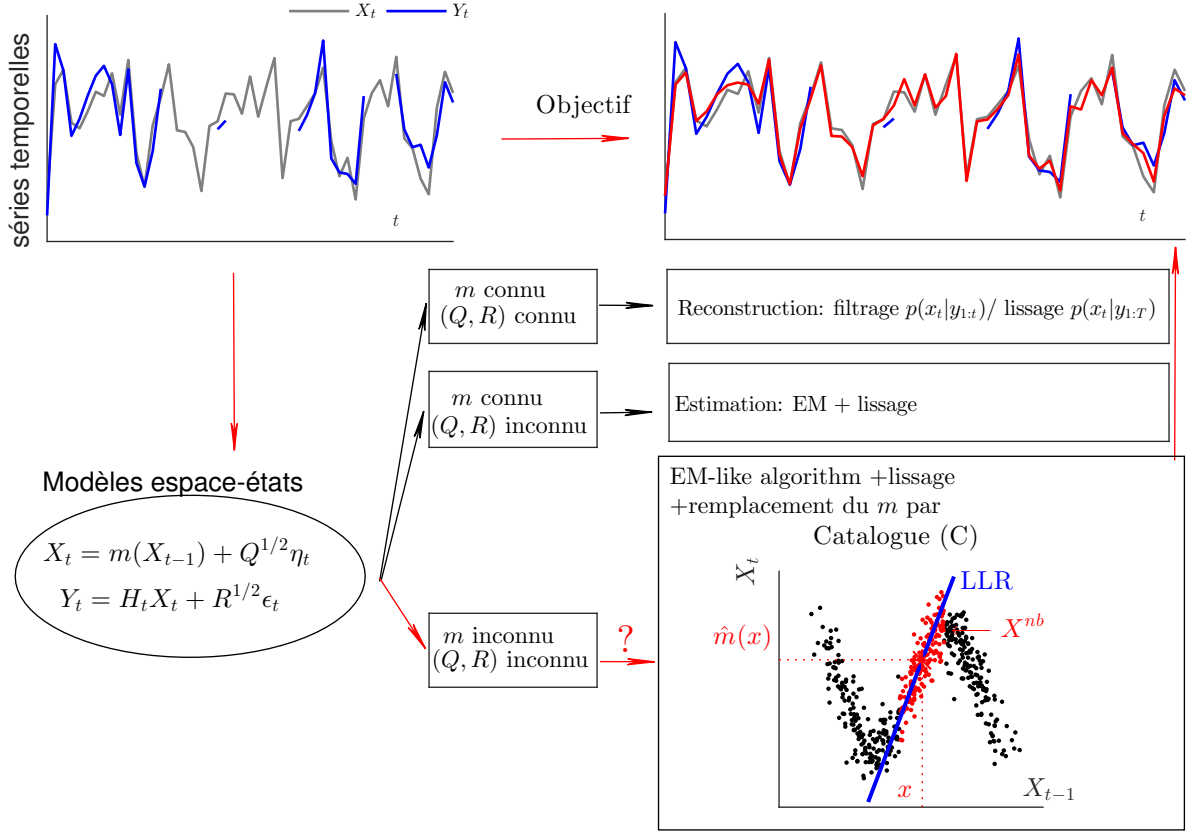 X_t Y_t
séries temporelles
t
Objectif
t
m connu
(Q, R) connu
Reconstruction: filtrage p(x_t|y_{1:t})/ lissage p(x_t|y_{1:T})
m connu
(Q, R) inconnu
Estimation: EM + lissage
Modèles espace-états
X_t = m(X_{t-1}) + Q^{1/2}η_t
Y_t = H_tX_t + R^{1/2}ϵ_t
m inconnu
(Q, R) inconnu
?
EM-like algorithm +lissage
+remplacement du m par
Catalogue (C)
X_t
LLR
m̂(x)
X^{nb}
x
X_{t-1}